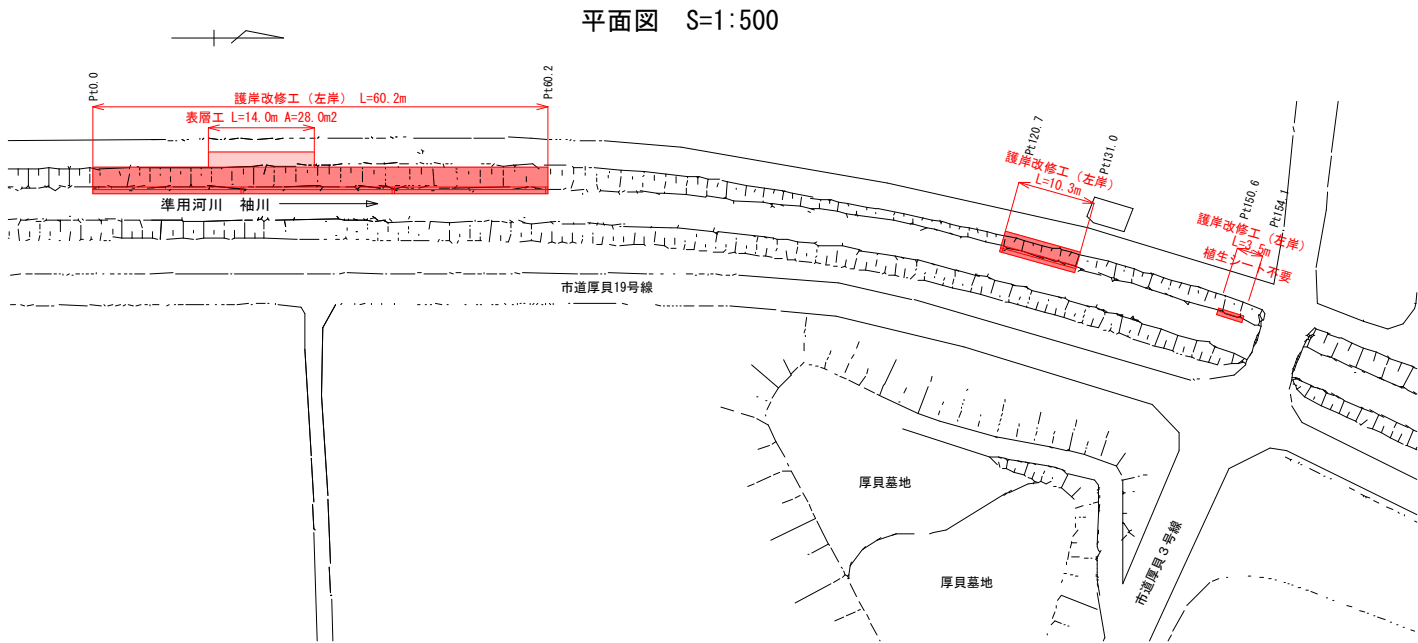 平面図 S=1:500
Pt0.0
Pt60.2
護岸改修工（左岸） L=60.2m
表層工 L=14.0m A=28.0m2
準用河川 袖川
Pt120.7
Pt131.0
護岸改修工（左岸）
L=10.3m
Pt150.6
Pt154.1
護岸改修工（左岸）
L=3.5m
植生シート不要
市道厚貝19号線
厚貝墓地
厚貝墓地
市道厚貝３号線